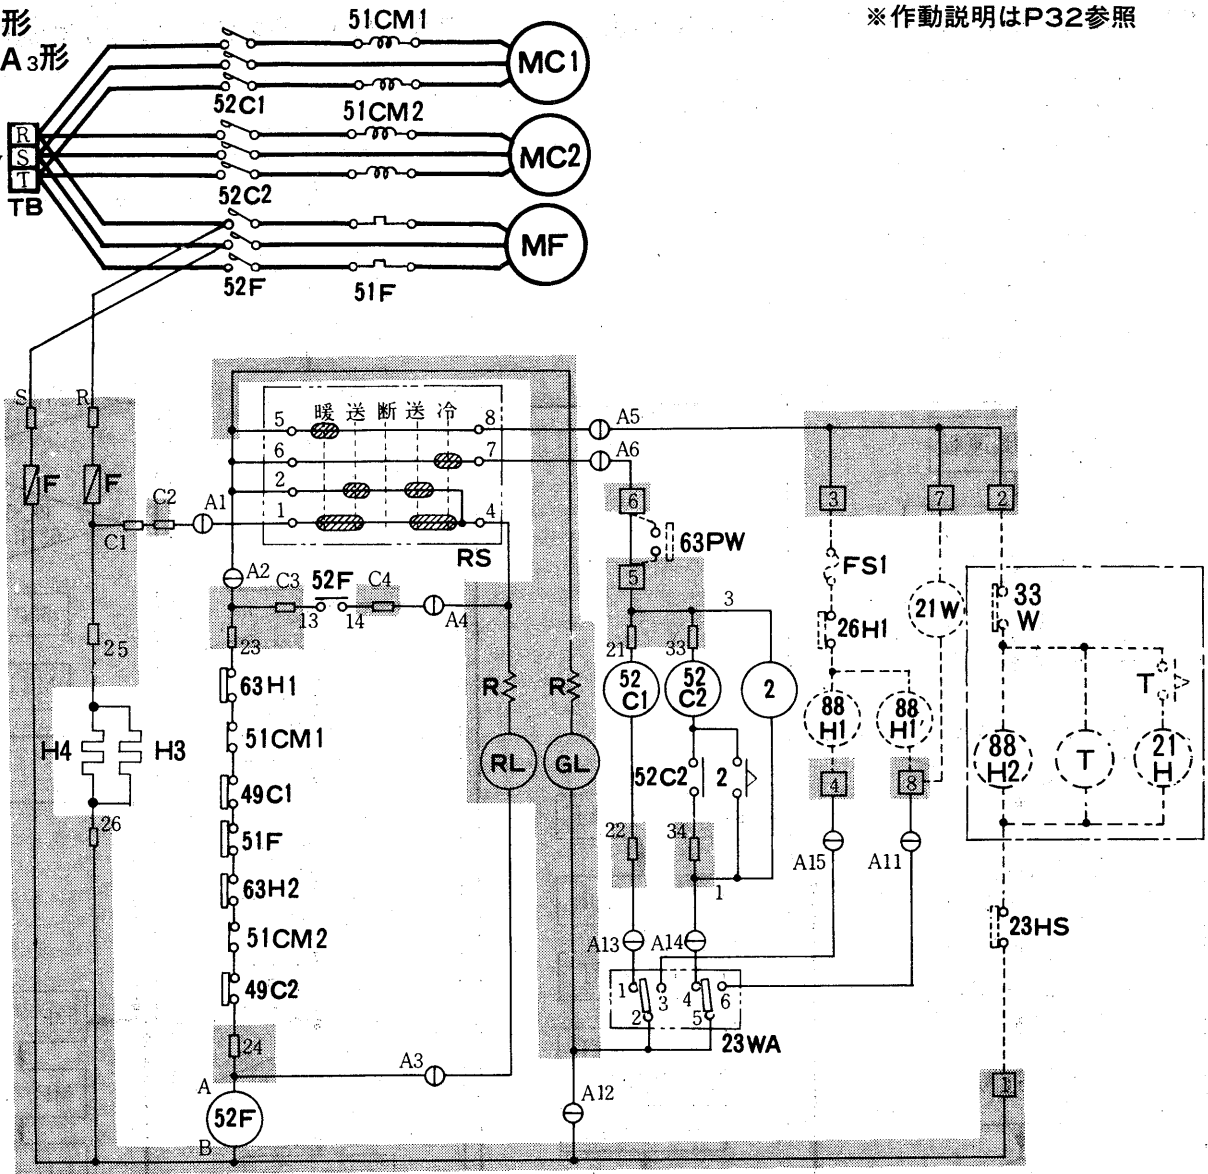 形
A₃形
※作動説明はP32参照
51CM1
MC1
52C1
51CM2
R
S
T
TB
MC2
52C2
MF
52F
51F
S
R
F
F
C1
C2
A1
暖 送 断 送 冷
5
8
6
7
2
1
4
RS
A5
A6
A2
C3
52F
C4
13
14
A4
23
25
63H1
51CM1
49C1
51F
63H2
51CM2
49C2
24
H4
H3
26
R
R
RL
GL
A3
A
52F
B
A12
6
63PW
5
3
21
33
52
C1
52
C2
2
52C2
2
22
34
1
A13
A14
1
3
4
6
2
5
23WA
3
7
2
FS1
26H1
21W
88
H1
88
H1'
4
8
A15
A11
33
W
T
88
H2
T
21
H
23HS
1